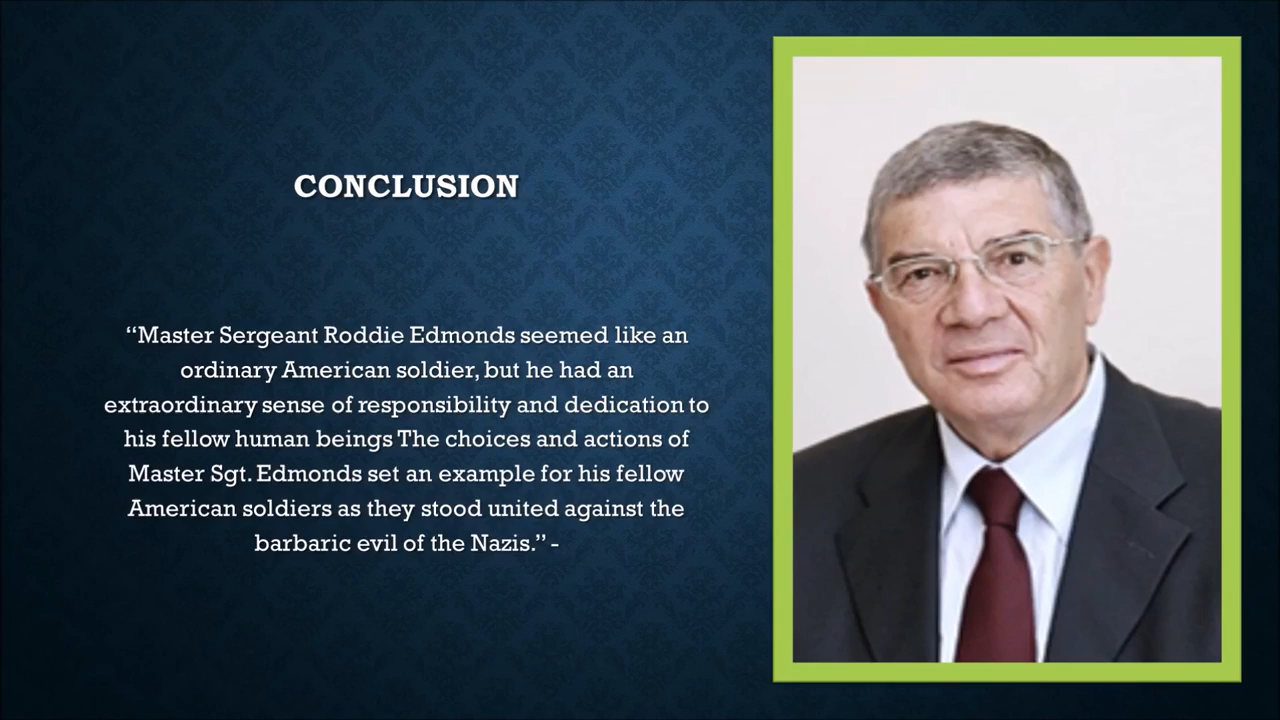 CONCLUSION
“Master Sergeant Roddie Edmonds seemed like an
ordinary American soldier, but he had an
extraordinary sense of responsibility and dedication to
his fellow human beings The choices and actions of
Master Sgt. Edmonds set an example for his fellow
American soldiers as they stood united against the
barbaric evil of the Nazis.” -